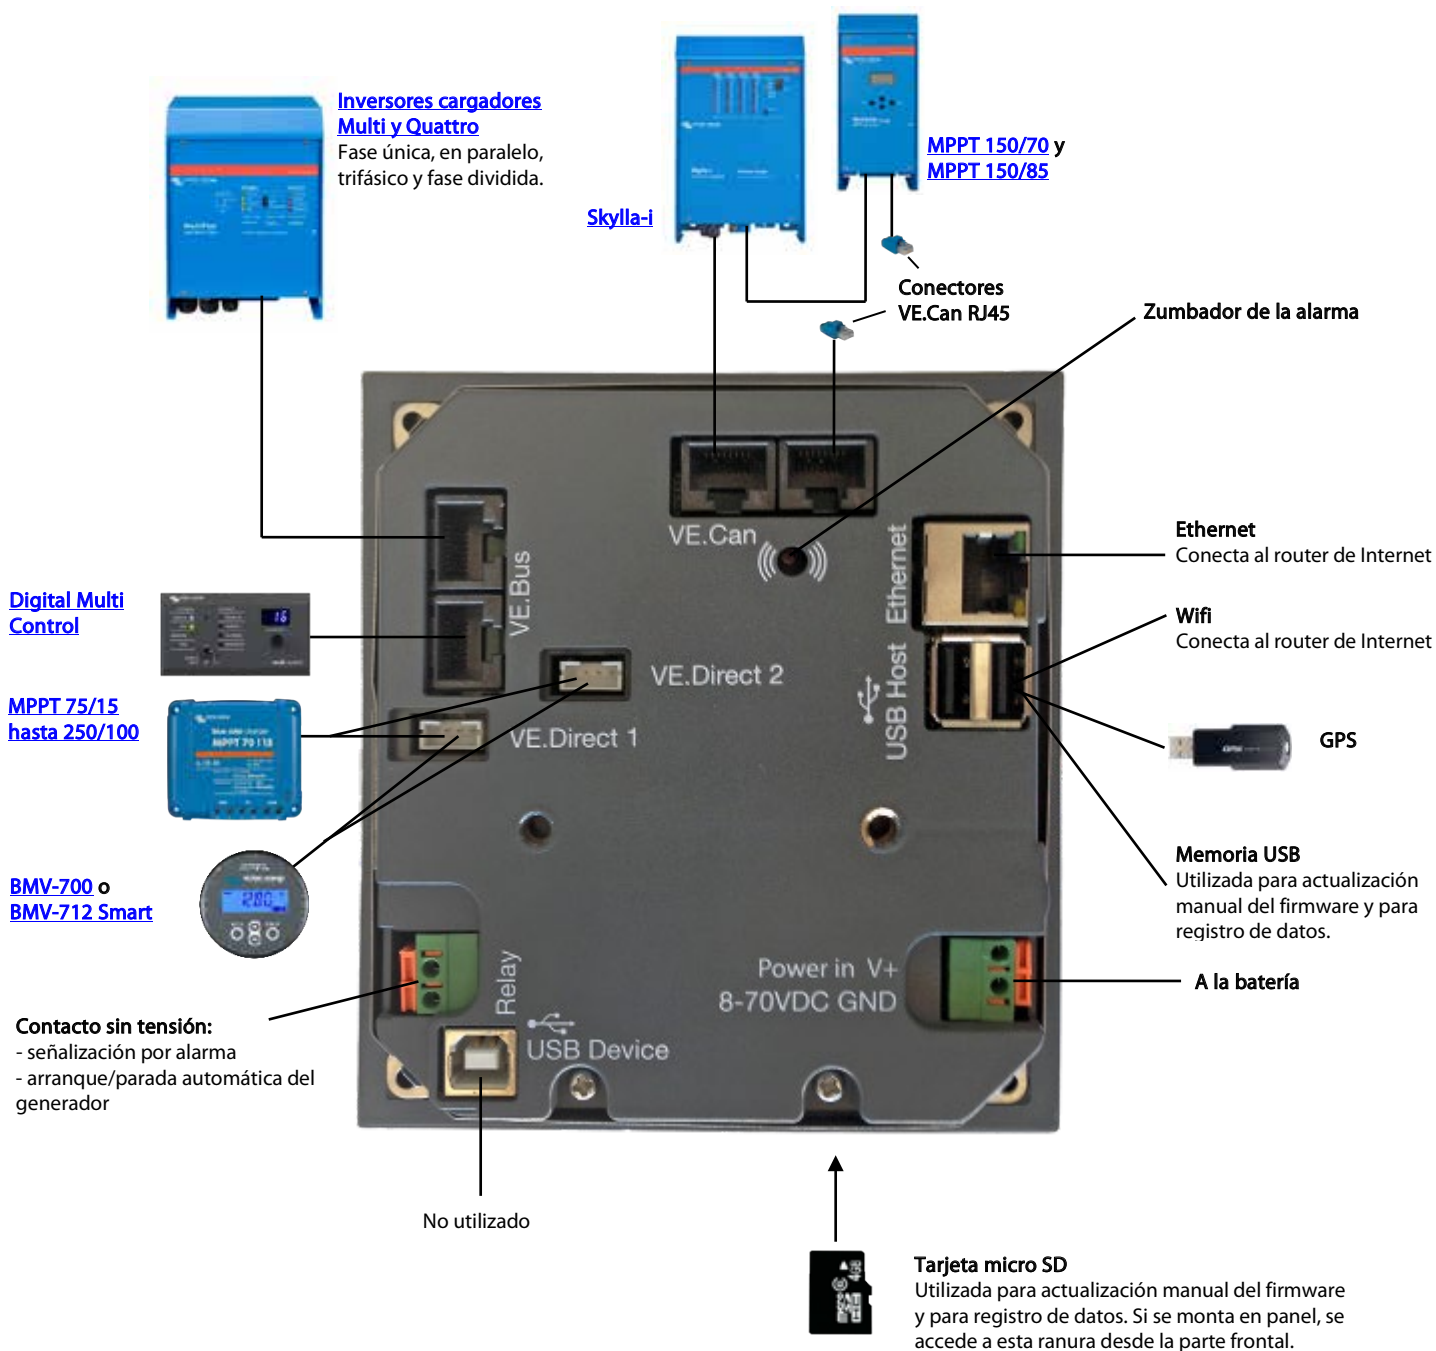 Inversores cargadores
Multi y Quattro
Fase única, en paralelo,
trifásico y fase dividida.
MPPT 150/70 y
MPPT 150/85
Skylla-i
Conectores
VE.Can RJ45
Zumbador de la alarma
VE.Can
VE.Bus
Ethernet
Ethernet
Conecta al router de Internet
Digital Multi
Control
16
Wifi
Conecta al router de Internet
USB Host
VE.Direct 2
MPPT 75/15
hasta 250/100
VE.Direct 1
GPS
BMV-700 o
BMV-712 Smart
Memoria USB
Utilizada para actualización
manual del firmware y para
registro de datos.
Relay
Power in V+
8-70VDC GND
A la batería
Contacto sin tensión:
- señalización por alarma
- arranque/parada automática del
generador
USB Device
No utilizado
4GB
Tarjeta micro SD
Utilizada para actualización manual del firmware
y para registro de datos. Si se monta en panel, se
accede a esta ranura desde la parte frontal.